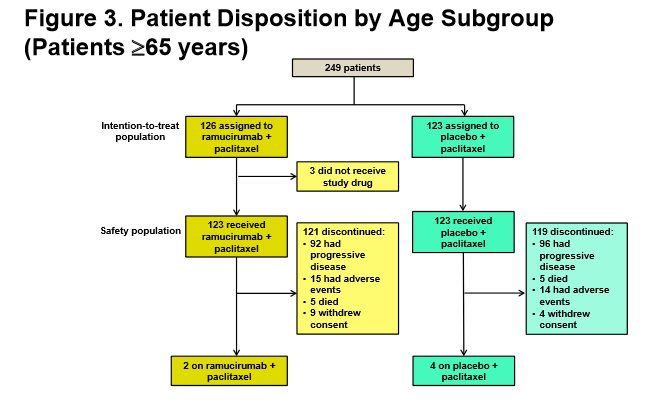 Figure 3. Patient Disposition by Age Subgroup
(Patients ≥65 years)
249 patients
Intention-to-treat
population
126 assigned to
ramucirumab +
paclitaxel
123 assigned to
placebo +
paclitaxel
3 did not receive
study drug
Safety population
123 received
ramucirumab +
paclitaxel
121 discontinued:
• 92 had
progressive
disease
• 15 had adverse
events
• 5 died
• 9 withdrew
consent
123 received
placebo +
paclitaxel
119 discontinued:
• 96 had
progressive
disease
• 5 died
• 14 had adverse
events
• 4 withdrew
consent
2 on ramucirumab +
paclitaxel
4 on placebo +
paclitaxel